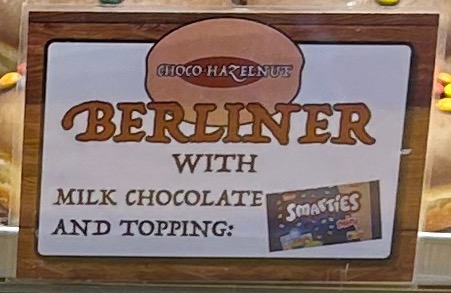 CHOCO-HAZELNUT
BERLINER
WITH
MILK CHOCOLATE
AND TOPPING:
SMARTIES